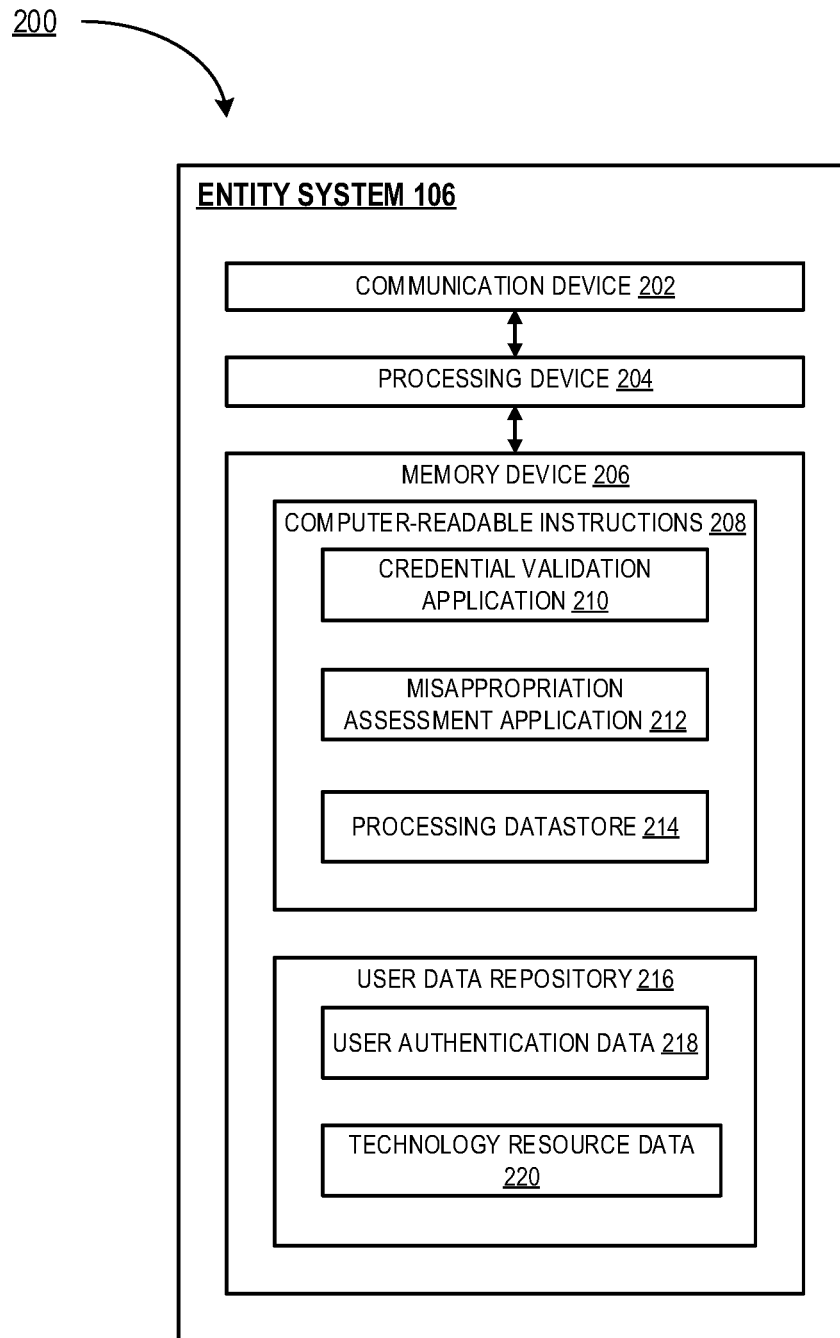 200
ENTITY SYSTEM 106
COMMUNICATION DEVICE 202
PROCESSING DEVICE 204
MEMORY DEVICE 206
COMPUTER-READABLE INSTRUCTIONS 208
CREDENTIAL VALIDATION
APPLICATION 210
MISAPPROPRIATION
ASSESSMENT APPLICATION 212
PROCESSING DATASTORE 214
USER DATA REPOSITORY 216
USER AUTHENTICATION DATA 218
TECHNOLOGY RESOURCE DATA
220